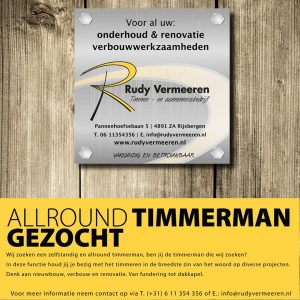 Voor al uw:
onderhoud & renovatie
verbouwwerkzaamheden
Rudy Vermeeren
Timmer - en aannemersbedrijf
Pannenhoefsebaan 5 | 4891 ZA Rijsbergen
T. 06 11354356 | E. info@rudyvermeeren.nl
www.rudyvermeeren.nl
VAKKUNDIG EN BETROUWBAAR
ALLROUND TIMMERMAN
GEZOCHT
Wij zoeken een zelfstandig en allround timmerman, ben jij de timmerman die wij zoeken?
In deze functie houd jij je bezig met het timmeren in de breedste zin van het woord op diverse projecten.
Denk aan nieuwbouw, verbouw en renovatie. Van fundering tot dakkapel.
Voor meer informatie neem contact op via T. (+31) 6 11 354 356 of E.: info@rudyvermeeren.nl